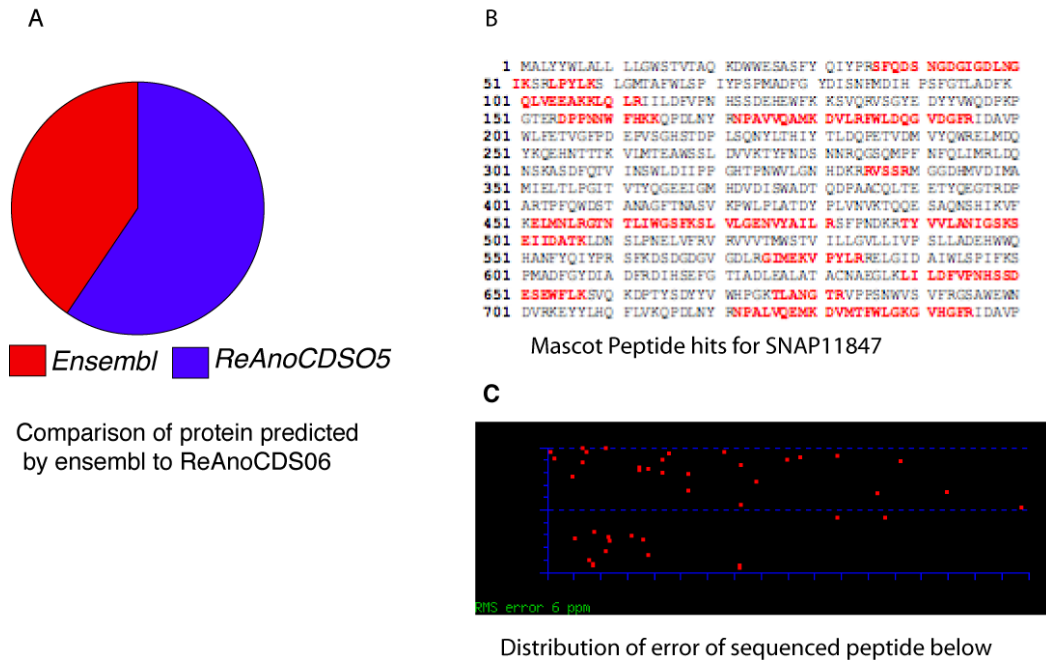 A
Ensembl
ReAnoCDSO5
Comparison of protein predicted
by ensembl to ReAnoCDS06
B
1 MALYYWLALL LLGWSTVTAQ KDWWESASFY QIYPRSFQDS NGDGIGDLNG
51 IKSRLPYLKS LGMTAFWLSP IYPSPMADFG YDISNFMDIH PSFGTLADFK K
101 QLVEEAKKLQ LRIILDFVPN HSSDEHEWFK KSVQRVSGYE DYYVWQDPKP
151 GTERDPPNNW FHKKQPDLNY RNPAVVQAMK DVLRFWLDQG VDGFRIDAVP
201 WLFETVGFPD EPVSGHSTDP LSQNYLTHIY TLDQPETVDM VYQWRELMDQ
251 YKQEHNTTTK VLMTEAWSSL DVVKTYFNDS NNRQGSQMPF NFQLIMRLDQ
301 NSKASDFQTV INSWLDIIPP GHTPNWVLGN HDKRRVSSRM GGDHMVDIMA
351 MIELTLPGIT VTYQGEEIGM HDVDISWADT QDPAACQLTE ETYQEGTRDP
401 ARTPFQWDST ANAGFTNASV KPWLPLATDY PLVNVKTQQE SAQNSHIKVF
451 KELMNLRGTN TLIWGSFKSL VLGENVYAIL RSFPNDKRTY VVLANIGSKS
501 EIIDATKLDN SLPNELVFRV RVVVTMWSTV ILLGVLLIVP SLLADEHWWQ
551 HANFYQIYPR SFKDSDGDGV GDLRGIMEKV PYLRRELGID AIWLSPIFKS
601 PMADFGYDIA DFRDIHSEFG TIADLEALAT ACNAEGLKLI LDFVPNHSSD
651 ESEWFLKSVQ KDPTYSDYYV WHPGKTLANG TRVPPSNWVS VFRGSAWEWN
701 DVRKEYYLHQ FLVKQPDLNY RNPALVQEMK DVMTFWLGKG VHGFRIDAVP
Mascot Peptide hits for SNAP11847
C
RMS error 6 ppm
Distribution of error of sequenced peptide below